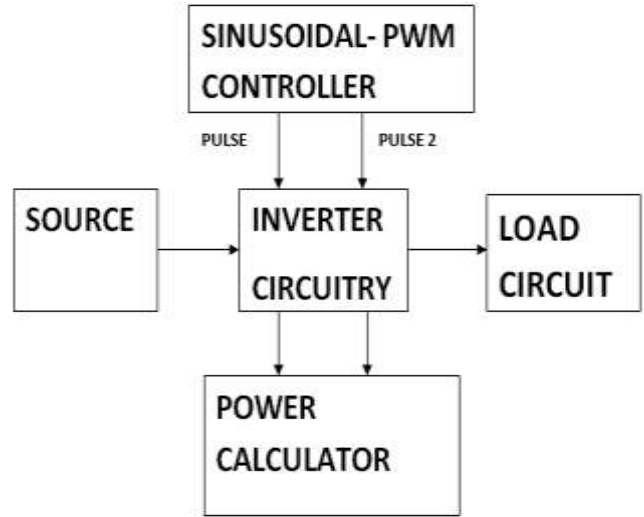 SINUSOIDAL- PWM
CONTROLLER
PULSE
PULSE 2
SOURCE
INVERTER
CIRCUITRY
LOAD
CIRCUIT
POWER
CALCULATOR